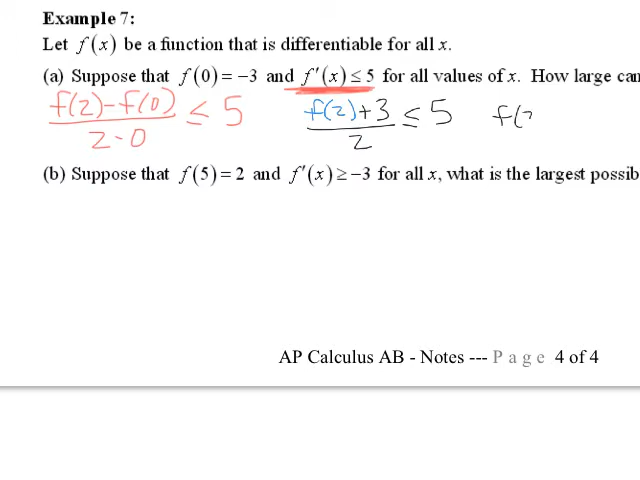 Example 7:
Let f(x) be a function that is differentiable for all x.
(a) Suppose that f(0) = −3 and f′(x) ≤ 5 for all values of x. How large can
f(2)−f(0) / 2-0 ≤ 5 f(2)+3 / 2 ≤ 5 f(
(b) Suppose that f(5) = 2 and f′(x) ≥ −3 for all x, what is the largest possib
AP Calculus AB - Notes --- Page 4 of 4